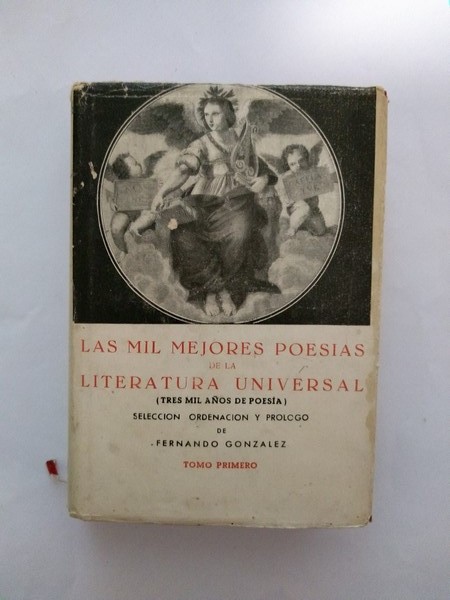 LAS MIL MEJORES POESIAS
DE LA
LITERATURA UNIVERSAL
(TRES MIL AÑOS DE POESÍA)
SELECCION ORDENACION Y PROLOGO
DE
FERNANDO GONZALEZ
TOMO PRIMERO